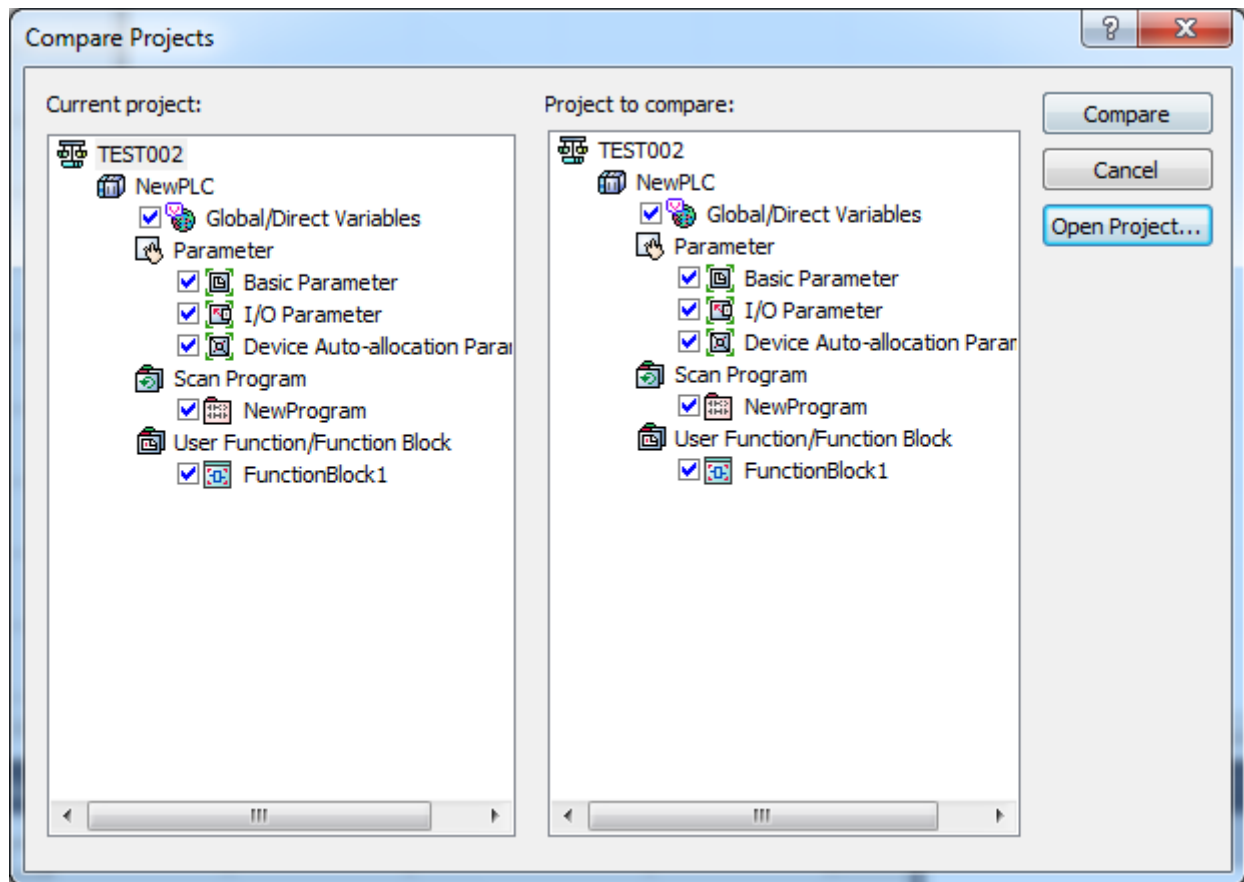 Compare Projects
Current project:
TEST002
NewPLC
Global/Direct Variables
Parameter
Basic Parameter
I/O Parameter
Device Auto-allocation Para
Scan Program
NewProgram
User Function/Function Block
FunctionBlock1
Project to compare:
TEST002
NewPLC
Global/Direct Variables
Parameter
Basic Parameter
I/O Parameter
Device Auto-allocation Para
Scan Program
NewProgram
User Function/Function Block
FunctionBlock1
Compare
Cancel
Open Project...